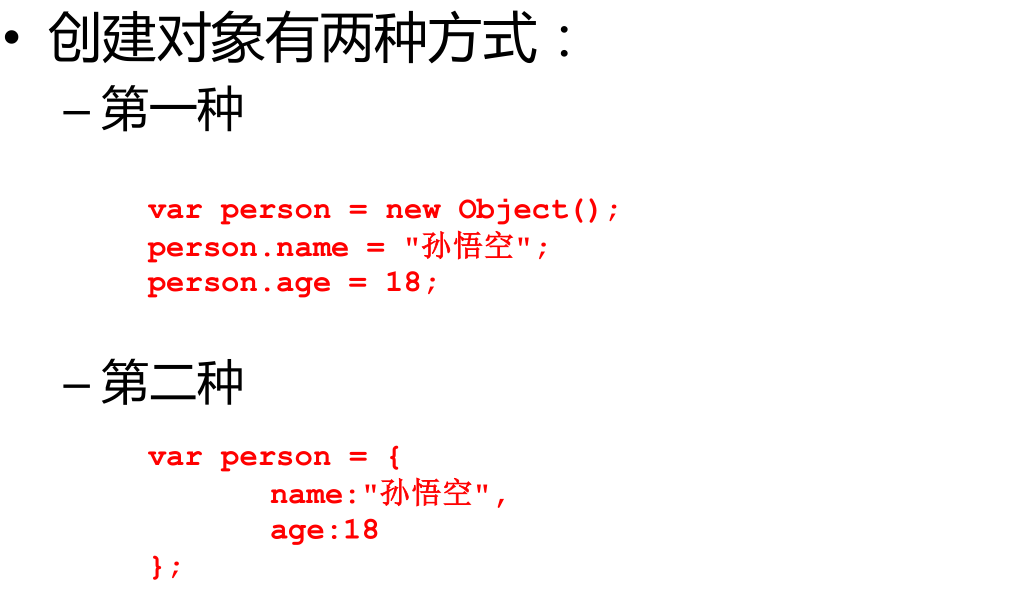 • 创建对象有两种方式：
– 第一种
var person = new Object();
person.name = "孙悟空";
person.age = 18;
– 第二种
var person = {
name:"孙悟空",
age:18
};